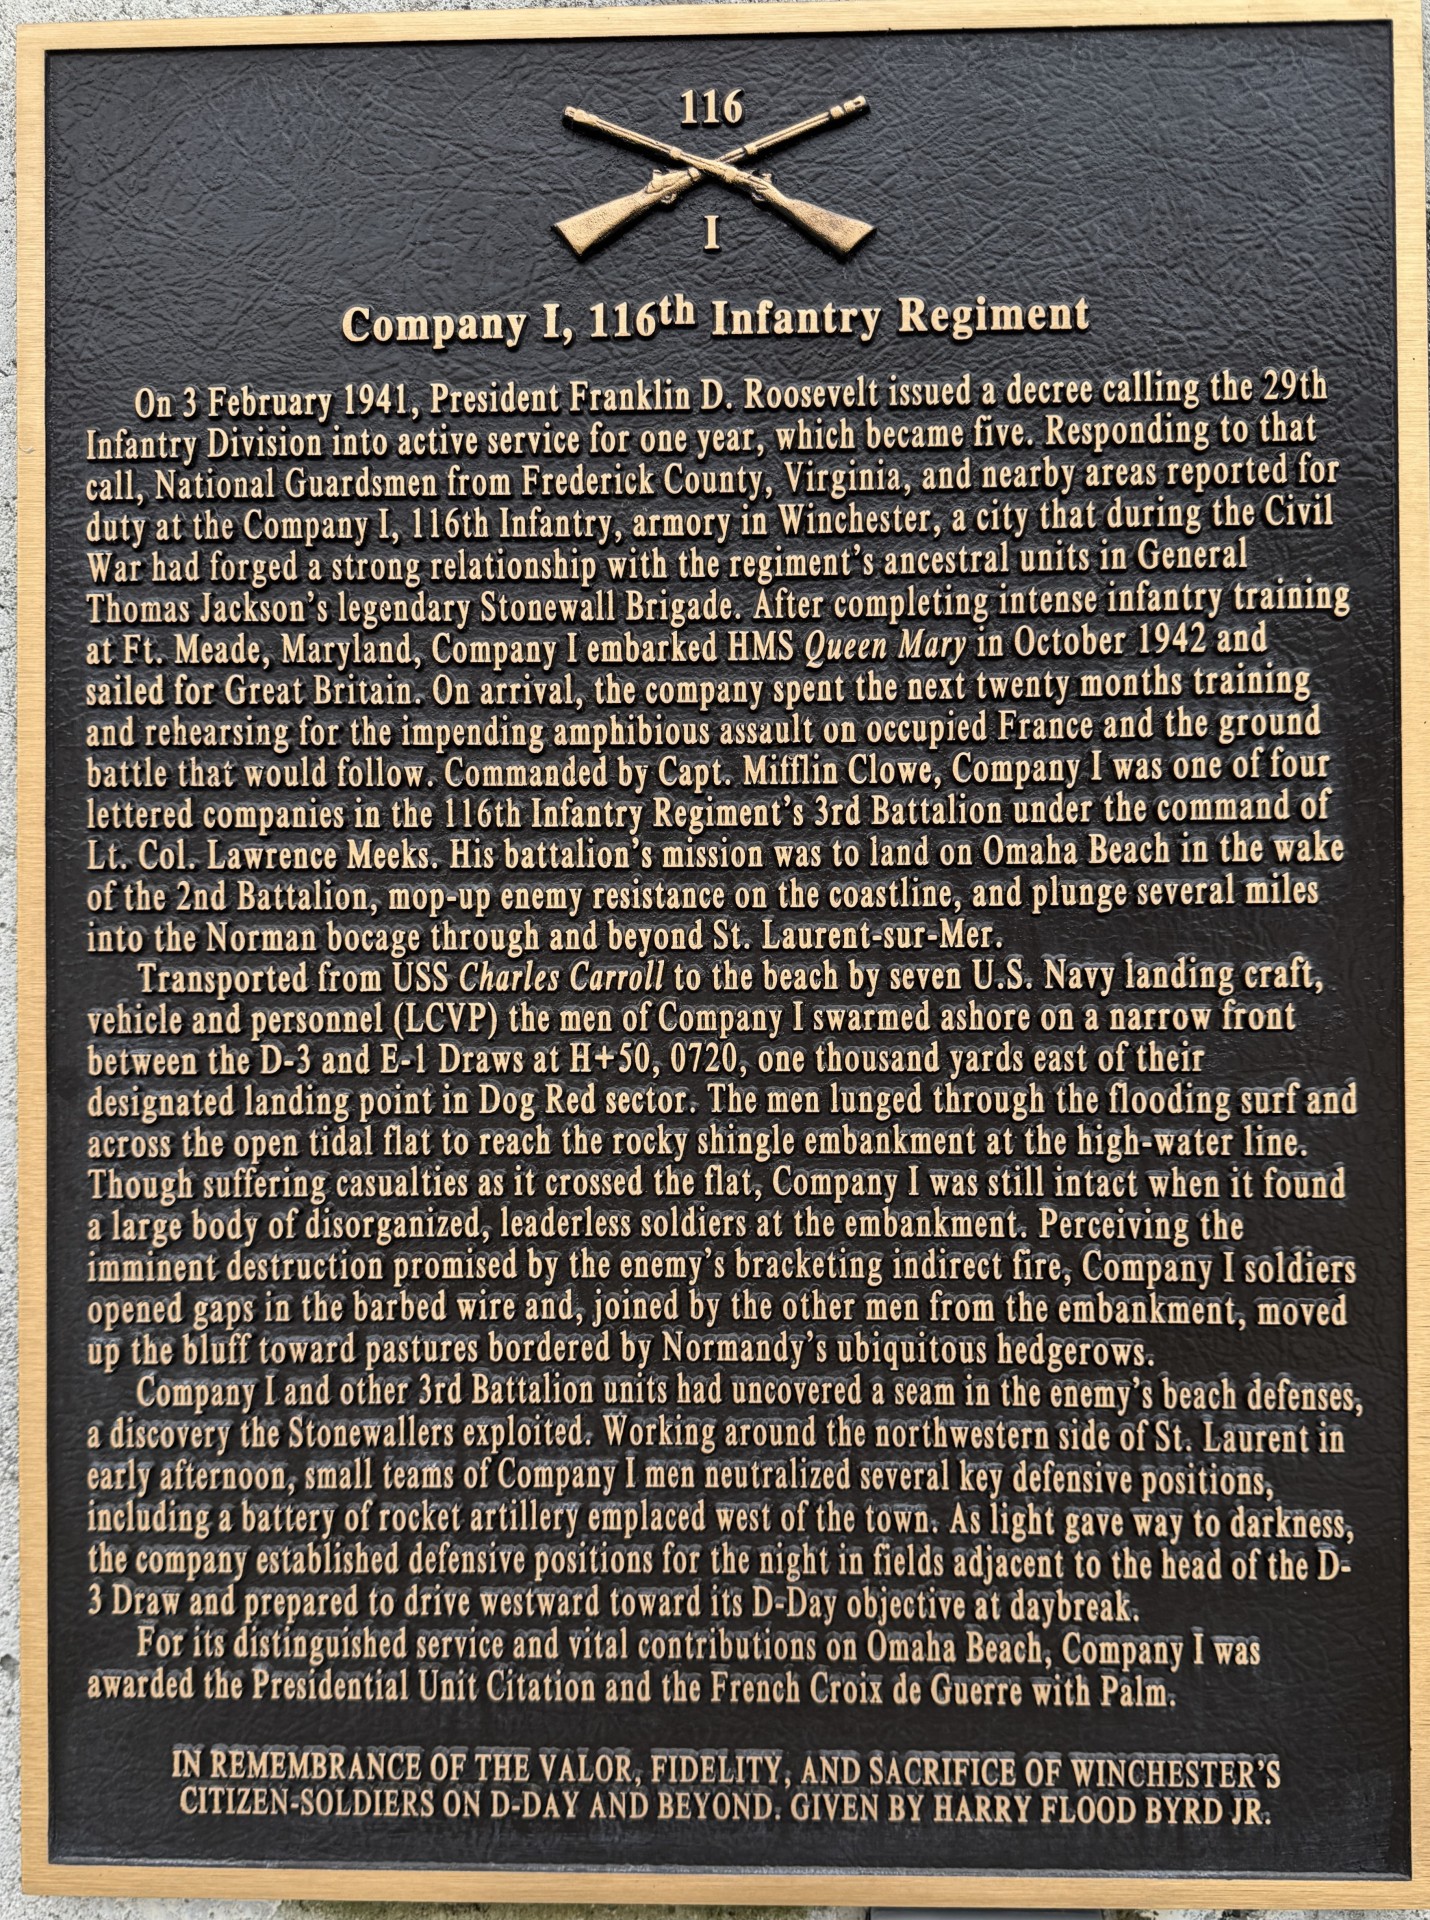 116
I
Company I, 116th Infantry Regiment
On 3 February 1941, President Franklin D. Roosevelt issued a decree calling the 29th
Infantry Division into active service for one year, which became five. Responding to that
call, National Guardsmen from Frederick County, Virginia, and nearby areas reported for
duty at the Company I, 116th Infantry, armory in Winchester, a city that during the Civil
War had forged a strong relationship with the regiment's ancestral units in General
Thomas Jackson's legendary Stonewall Brigade. After completing intense infantry training
at Ft. Meade, Maryland, Company I embarked HMS Queen Mary in October 1942 and
sailed for Great Britain. On arrival, the company spent the next twenty months training
and rehearsing for the impending amphibious assault on occupied France and the ground
battle that would follow. Commanded by Capt. Mifflin Clowe, Company I was one of four
lettered companies in the 116th Infantry Regiment's 3rd Battalion under the command of
Lt. Col. Lawrence Meeks. His battalion's mission was to land on Omaha Beach in the wake
of the 2nd Battalion, mop-up enemy resistance on the coastline, and plunge several miles
into the Norman bocage through and beyond St. Laurent-sur-Mer.
Transported from USS Charles Carroll to the beach by seven U.S. Navy landing craft,
vehicle and personnel (LCVP) the men of Company I swarmed ashore on a narrow front
between the D-3 and E-1 Draws at H+50, 0720, one thousand yards east of their
designated landing point in Dog Red sector. The men lunged through the flooding surf and
across the open tidal flat to reach the rocky shingle embankment at the high-water line.
Though suffering casualties as it crossed the flat, Company I was still intact when it found
a large body of disorganized, leaderless soldiers at the embankment. Perceiving the
imminent destruction promised by the enemy's bracketing indirect fire, Company I soldiers
opened gaps in the barbed wire and, joined by the other men from the embankment, moved
up the bluff toward pastures bordered by Normandy's ubiquitous hedgerows.
Company I and other 3rd Battalion units had uncovered a seam in the enemy's beach defenses,
a discovery the Stonewallers exploited. Working around the northwestern side of St. Laurent in
early afternoon, small teams of Company I men neutralized several key defensive positions,
including a battery of rocket artillery emplaced west of the town. As light gave way to darkness,
the company established defensive positions for the night in fields adjacent to the head of the D-
3 Draw and prepared to drive westward toward its D-Day objective at daybreak.
For its distinguished service and vital contributions on Omaha Beach, Company I was
awarded the Presidential Unit Citation and the French Croix de Guerre with Palm.
IN REMEMBRANCE OF THE VALOR, FIDELITY, AND SACRIFICE OF WINCHESTER'S
CITIZEN-SOLDIERS ON D-DAY AND BEYOND. GIVEN BY HARRY FLOOD BYRD JR.